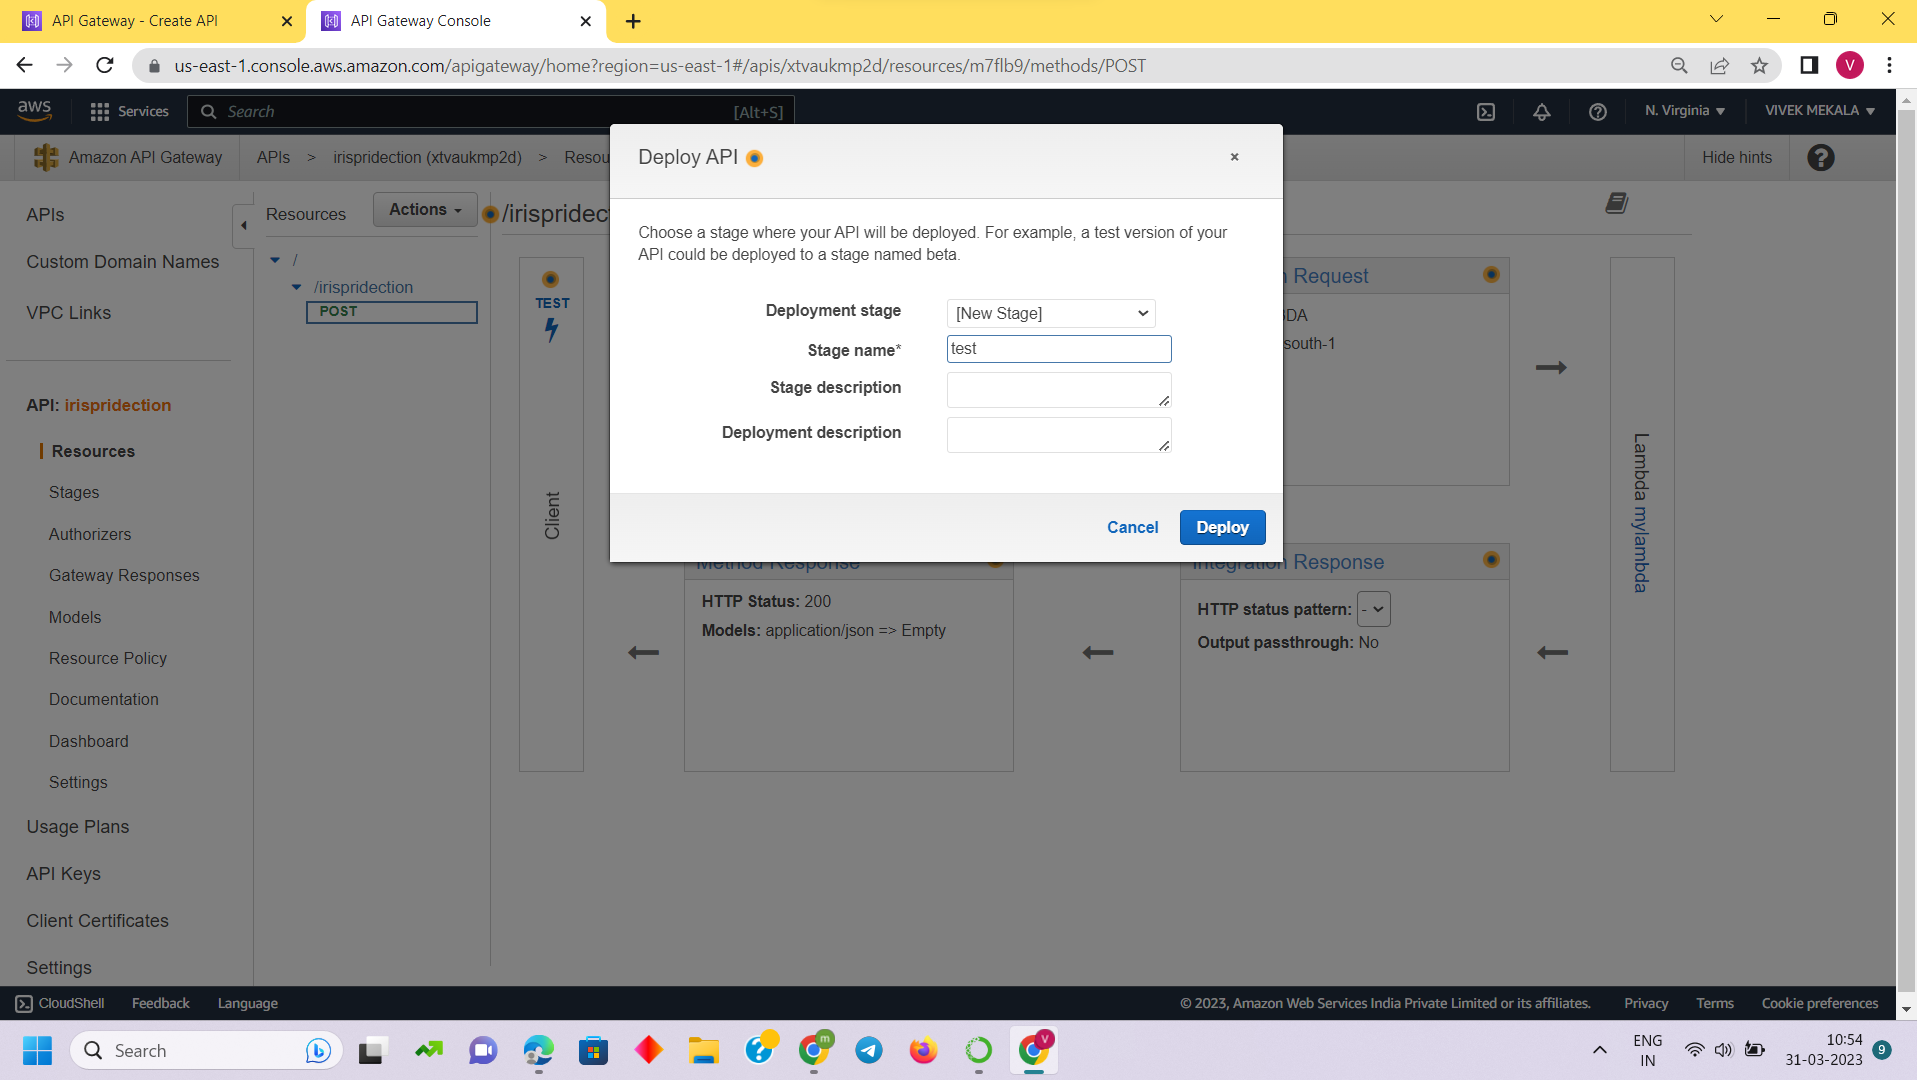 API Gateway - Create API
API Gateway Console
us-east-1.console.aws.amazon.com/apigateway/home?region=us-east-1#/apis/xtvaukmp2d/resources/m7flb9/methods/POST
V
aws
Services
Search
[Alt+S]
N. Virginia
VIVEK MEKALA
Amazon API Gateway
APIs > irispridection (xtvaukmp2d) > Resou
Hide hints
Deploy API
Choose a stage where your API will be deployed. For example, a test version of your
API could be deployed to a stage named beta.
Deployment stage
[New Stage]
Stage name*
test
Stage description
Deployment description
Cancel
Deploy
APIs
Custom Domain Names
VPC Links
API: irispridection
Resources
Stages
Authorizers
Gateway Responses
Models
Resource Policy
Documentation
Dashboard
Settings
Usage Plans
API Keys
Client Certificates
Settings
Resources
Actions
/
/irispridection
POST
/irispridec
TEST
Client
Request
DA
south-1
Method Response
HTTP Status: 200
Models: application/json => Empty
Integration Response
HTTP status pattern: -
Output passthrough: No
Lambda mylambda
CloudShell
Feedback
Language
© 2023, Amazon Web Services India Private Limited or its affiliates.
Privacy
Terms
Cookie preferences
Search
m
V
ENG
IN
10:54
31-03-2023
9